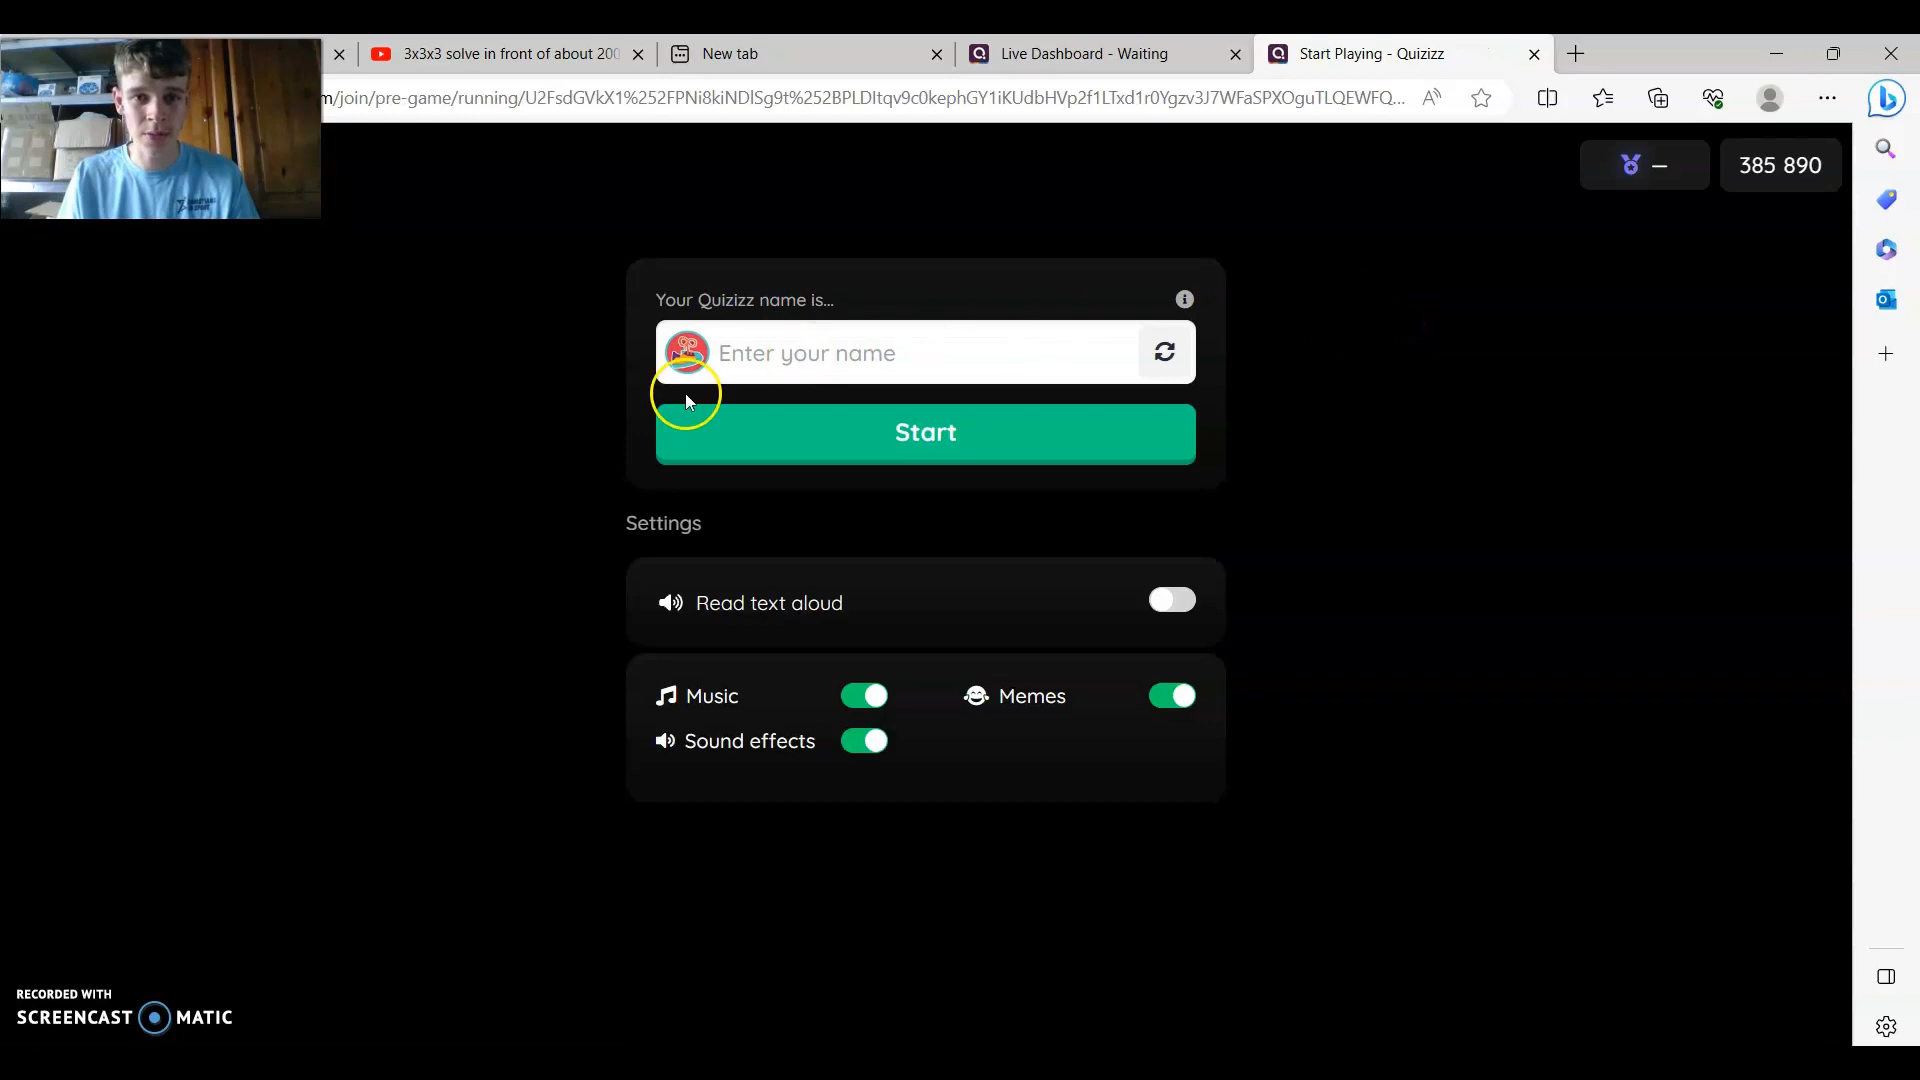 3x3x3 solve in front of about 200
New tab
Live Dashboard - Waiting
Start Playing - Quizizz
m/join/pre-game/running/U2FsdGVkX1%252FPNi8kiNDlSg9t%252BPLDItqv9c0kephGY1iKUdbHVp2f1LTxd1r0Ygzv3J7WFaSPXOguTLQEWFQ...
385 890
Your Quizizz name is...
Enter your name
Start
Settings
Read text aloud
Music
Memes
Sound effects
RECORDED WITH
SCREENCAST MATIC